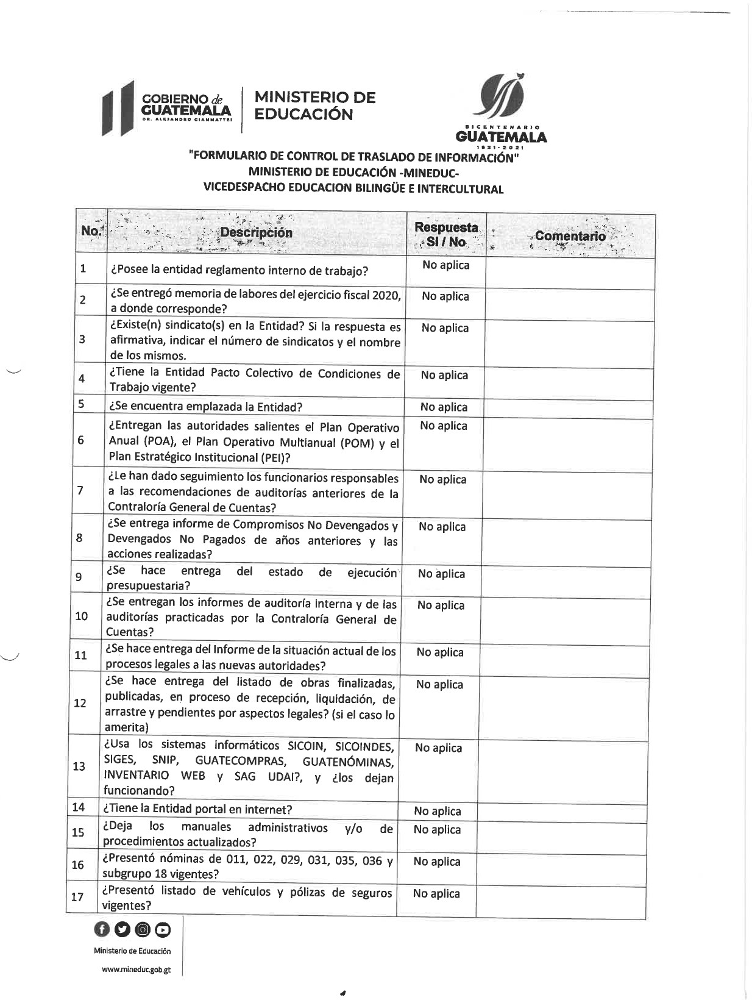 GOBIERNO de
GUATEMALA
DR. ALEJANDRO GIAMMATTEI
MINISTERIO DE
EDUCACIÓN
BICENTENARIO
GUATEMALA
1821-2021
"FORMULARIO DE CONTROL DE TRASLADO DE INFORMACIÓN"
MINISTERIO DE EDUCACIÓN -MINEDUC-
VICEDESPACHO EDUCACION BILINGÜE E INTERCULTURAL
No. Descripción Respuesta SI / No Comentario
1 ¿Posee la entidad reglamento interno de trabajo? No aplica
2 ¿Se entregó memoria de labores del ejercicio fiscal 2020, No aplica
a donde corresponde?
3 ¿Existe(n) sindicato(s) en la Entidad? Si la respuesta es No aplica
afirmativa, indicar el número de sindicatos y el nombre
de los mismos.
4 ¿Tiene la Entidad Pacto Colectivo de Condiciones de No aplica
Trabajo vigente?
5 ¿Se encuentra emplazada la Entidad? No aplica
6 ¿Entregan las autoridades salientes el Plan Operativo No aplica
Anual (POA), el Plan Operativo Multianual (POM) y el
Plan Estratégico Institucional (PEI)?
7 ¿Le han dado seguimiento los funcionarios responsables No aplica
a las recomendaciones de auditorías anteriores de la
Contraloría General de Cuentas?
8 ¿Se entrega informe de Compromisos No Devengados y No aplica
Devengados No Pagados de años anteriores y las
acciones realizadas?
9 ¿Se hace entrega del estado de ejecución No aplica
presupuestaria?
10 ¿Se entregan los informes de auditoría interna y de las No aplica
auditorías practicadas por la Contraloría General de
Cuentas?
11 ¿Se hace entrega del Informe de la situación actual de los No aplica
procesos legales a las nuevas autoridades?
12 ¿Se hace entrega del listado de obras finalizadas, No aplica
publicadas, en proceso de recepción, liquidación, de
arrastre y pendientes por aspectos legales? (si el caso lo
amerita)
13 ¿Usa los sistemas informáticos SICOIN, SICOINDES, No aplica
SIGES, SNIP, GUATECOMPRAS, GUATENÓMINAS,
INVENTARIO WEB y SAG UDAI?, y ¿los dejan
funcionando?
14 ¿Tiene la Entidad portal en internet? No aplica
15 ¿Deja los manuales administrativos y/o de No aplica
procedimientos actualizados?
16 ¿Presentó nóminas de 011, 022, 029, 031, 035, 036 y No aplica
subgrupo 18 vigentes?
17 ¿Presentó listado de vehículos y pólizas de seguros No aplica
vigentes?
Ministerio de Educación
www.mineduc.gob.gt